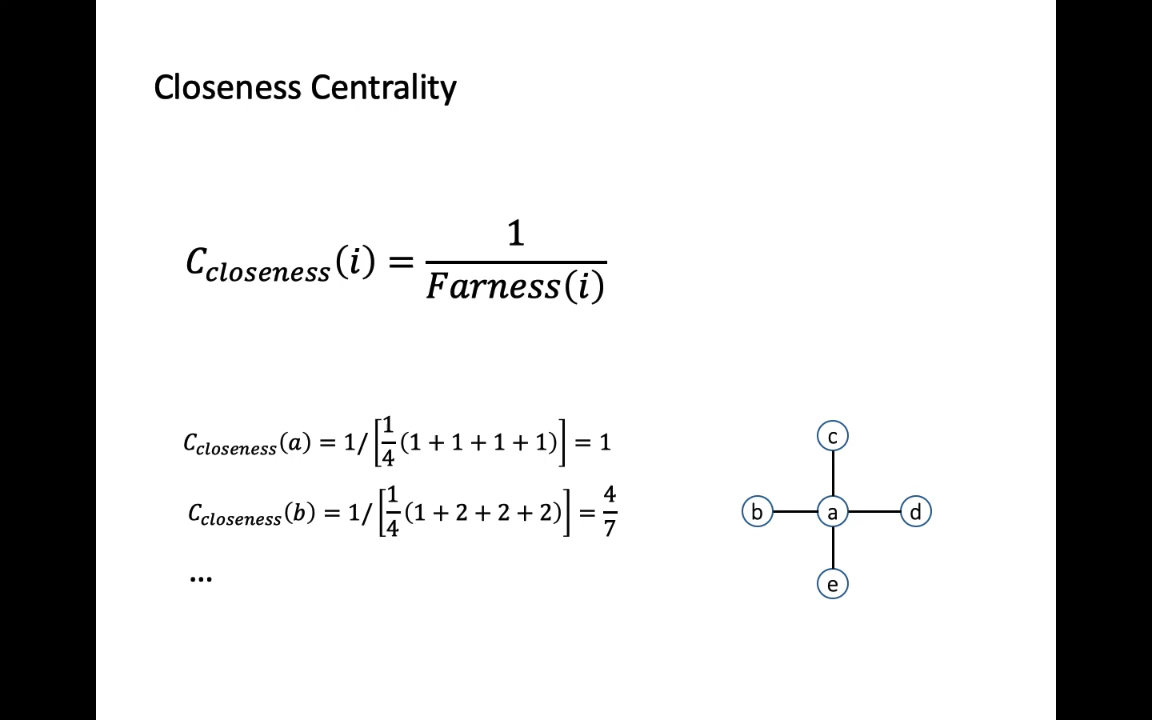 Closeness Centrality
C_closeness(i) = 1 / Farness(i)
C_closeness(a) = 1/[1/4(1 + 1 + 1 + 1)] = 1
C_closeness(b) = 1/[1/4(1 + 2 + 2 + 2)] = 4/7
...
c
b a d
e